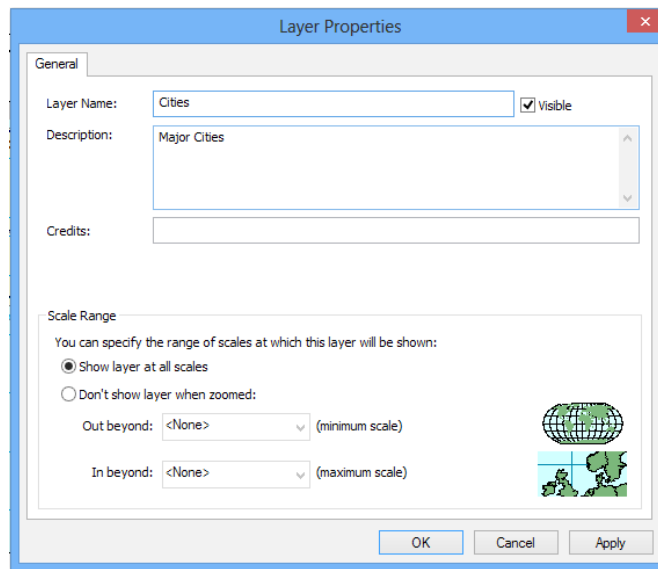 Layer Properties
General
Layer Name: Cities Visible
Description: Major Cities
Credits:
Scale Range
You can specify the range of scales at which this layer will be shown:
Show layer at all scales
Don't show layer when zoomed:
Out beyond: <None> (minimum scale)
In beyond: <None> (maximum scale)
OK Cancel Apply